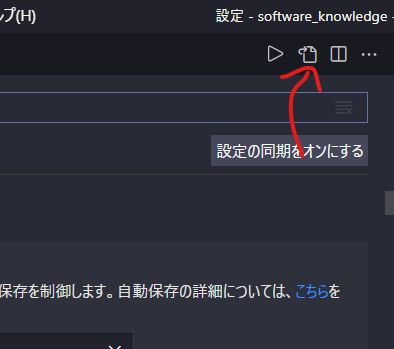 ルプ(H)
設定 - software_knowledge -
設定の同期をオンにする
保存を制御します。自動保存の詳細については、こちらを